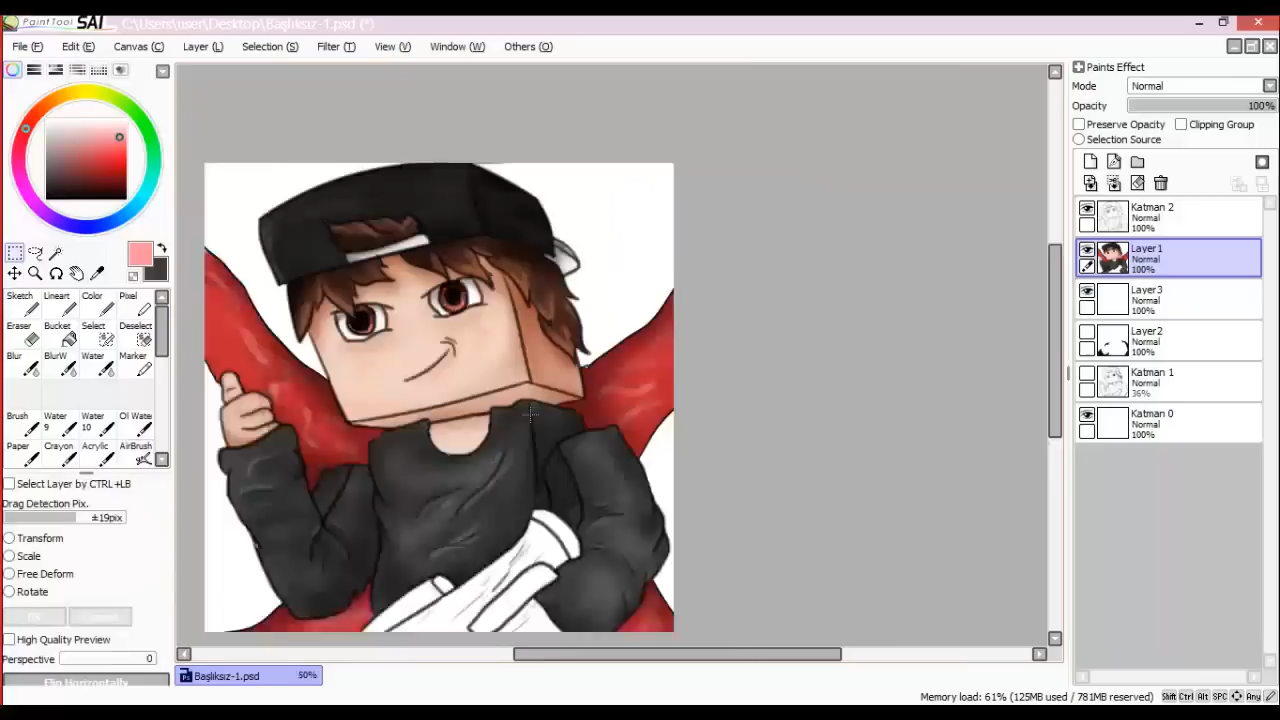 PaintTool SAI C:\Users\user\Desktop\Başlıksız-1.psd (*)
File (F) Edit (E) Canvas (C) Layer (L) Selection (S) Filter (T) View (V) Window (W) Others (O)
Paints Effect
Mode Normal
Opacity 100%
Preserve Opacity Clipping Group
Selection Source
Katman 2
Normal
100%
Layer1
Normal
100%
Layer3
Normal
100%
Layer2
Normal
100%
Katman 1
Normal
36%
Katman 0
Normal
100%
Sketch Lineart Color Pixel
Eraser Bucket Select Deselect
Blur BlurW Water Marker
Brush Water 9 Water 10 Oil Water
Paper Crayon Acrylic AirBrush
Select Layer by CTRL+LB
Drag Detection Pix.
±19pix
Transform
Scale
Free Deform
Rotate
High Quality Preview
Perspective 0
Flip Horizontally
Başlıksız-1.psd 50%
Memory load: 61% (125MB used / 781MB reserved) Shift Ctrl Alt SPC Any